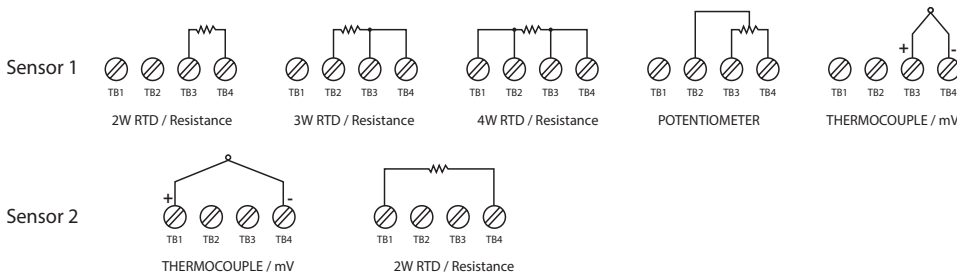 Sensor 1
+ -
TB1 TB2 TB3 TB4 TB1 TB2 TB3 TB4 TB1 TB2 TB3 TB4 TB1 TB2 TB3 TB4 TB1 TB2 TB3 TB4
2W RTD / Resistance 3W RTD / Resistance 4W RTD / Resistance POTENTIOMETER THERMOCOUPLE / mV
Sensor 2
+ -
TB1 TB2 TB3 TB4 TB1 TB2 TB3 TB4
THERMOCOUPLE / mV 2W RTD / Resistance